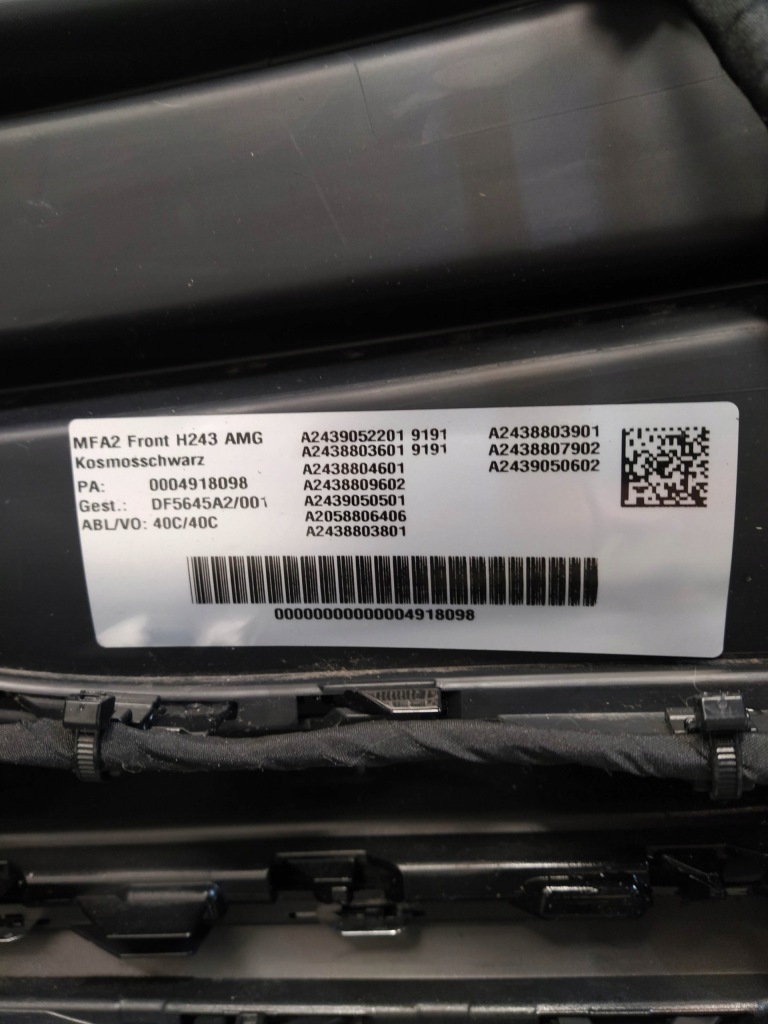 MFA2 Front H243 AMG
Kosmosschwarz
PA: 0004918098
Gest.: DF5645A2/001
ABL/VO: 40C/40C
A2439052201 9191
A2438803601 9191
A2438804601
A2438809602
A2439050501
A2058806406
A2438803801
A2438803901
A2438807902
A2439050602
00000000000004918098